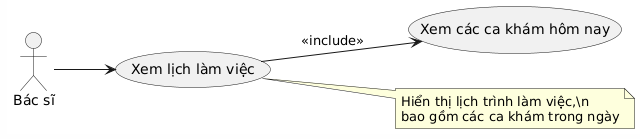 Xem các ca khám hôm nay
«include»
Xem lịch làm việc
Bác sĩ
Hiển thị lịch trình làm việc,\n
bao gồm các ca khám trong ngày